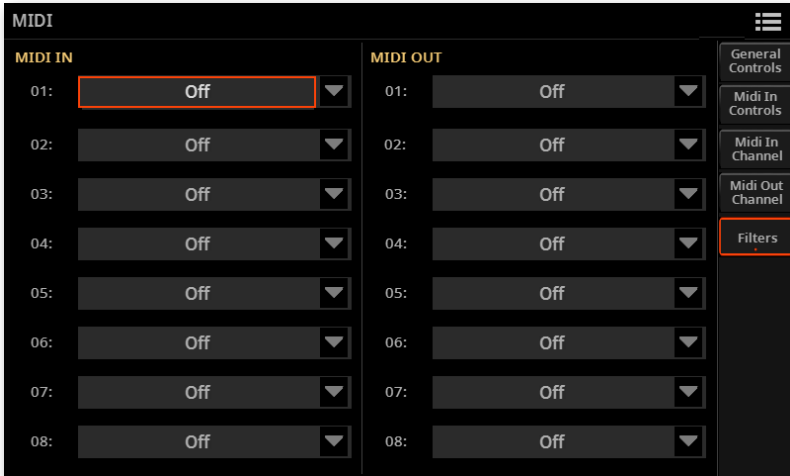 MIDI
MIDI IN
01: Off
02: Off
03: Off
04: Off
05: Off
06: Off
07: Off
08: Off
MIDI OUT
01: Off
02: Off
03: Off
04: Off
05: Off
06: Off
07: Off
08: Off
General
Controls
Midi In
Controls
Midi In
Channel
Midi Out
Channel
Filters